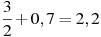 3/2 + 0,7 = 2,2